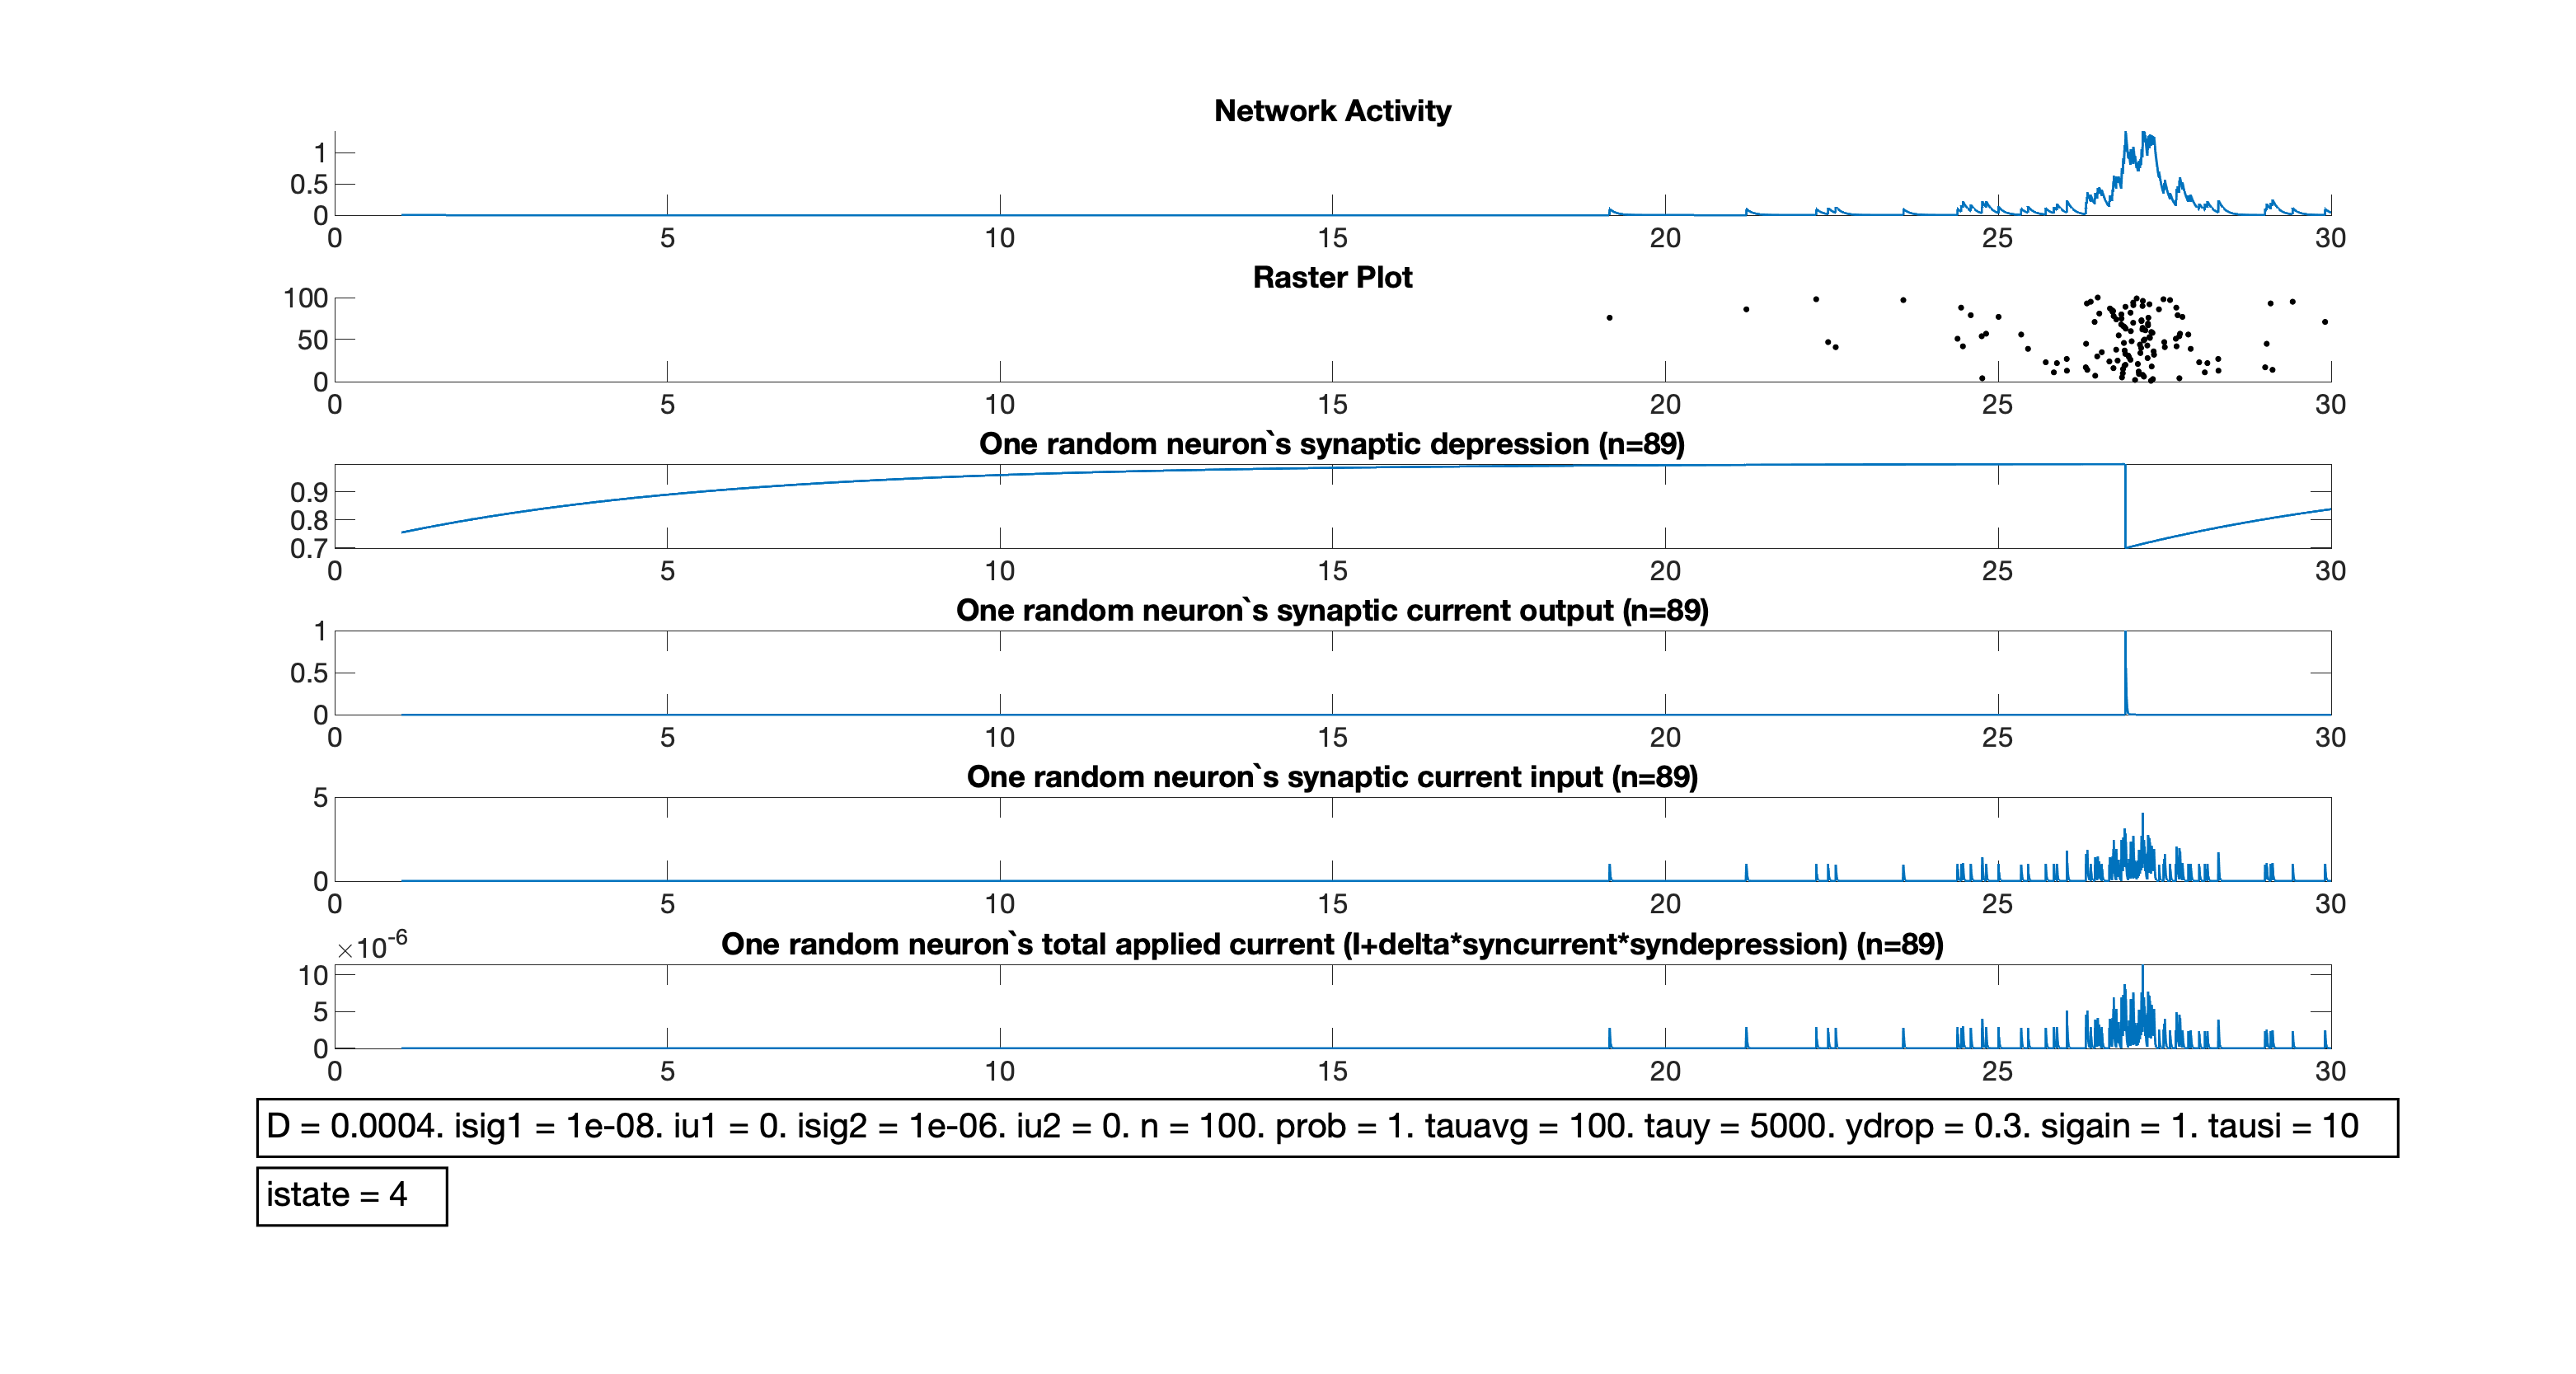 Network Activity
1
0.5
0
0 5 10 15 20 25 30
Raster Plot
100
50
0
0 5 10 15 20 25 30
One random neuron`s synaptic depression (n=89)
0.9
0.8
0.7
0 5 10 15 20 25 30
One random neuron`s synaptic current output (n=89)
1
0.5
0
0 5 10 15 20 25 30
One random neuron`s synaptic current input (n=89)
5
0
0 5 10 15 20 25 30
One random neuron`s total applied current (I+delta*syncurrent*syndepression) (n=89)
×10⁻⁶
10
5
0
0 5 10 15 20 25 30
D = 0.0004. isig1 = 1e-08. iu1 = 0. isig2 = 1e-06. iu2 = 0. n = 100. prob = 1. tauavg = 100. tauy = 5000. ydrop = 0.3. sigain = 1. tausi = 10
istate = 4